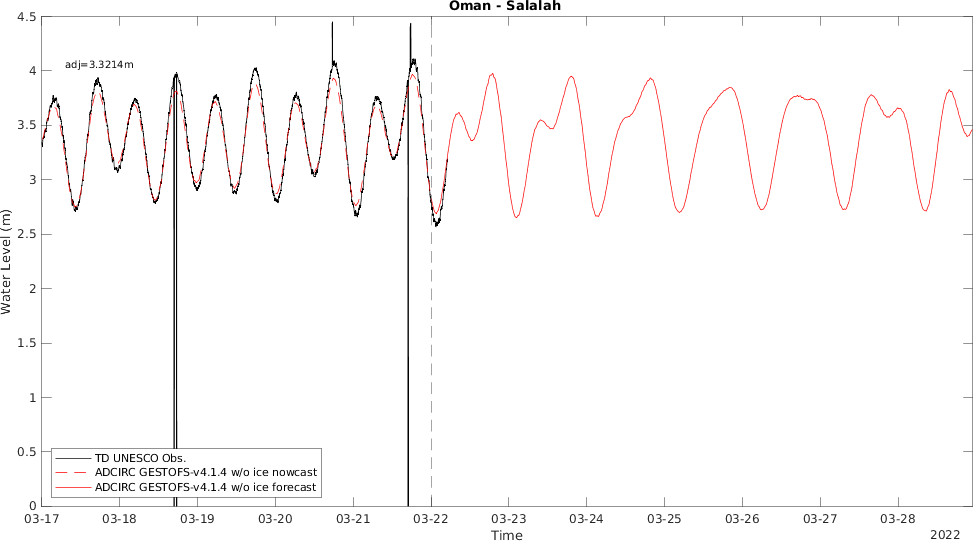 Oman - Salalah
4.5
4
3.5
3
2.5
2
1.5
1
0.5
0
Water Level (m)
adj=3.3214m
TD UNESCO Obs.
ADCIRC GESTOFS-v4.1.4 w/o ice nowcast
ADCIRC GESTOFS-v4.1.4 w/o ice forecast
03-17 03-18 03-19 03-20 03-21 03-22 03-23 03-24 03-25 03-26 03-27 03-28
Time
2022